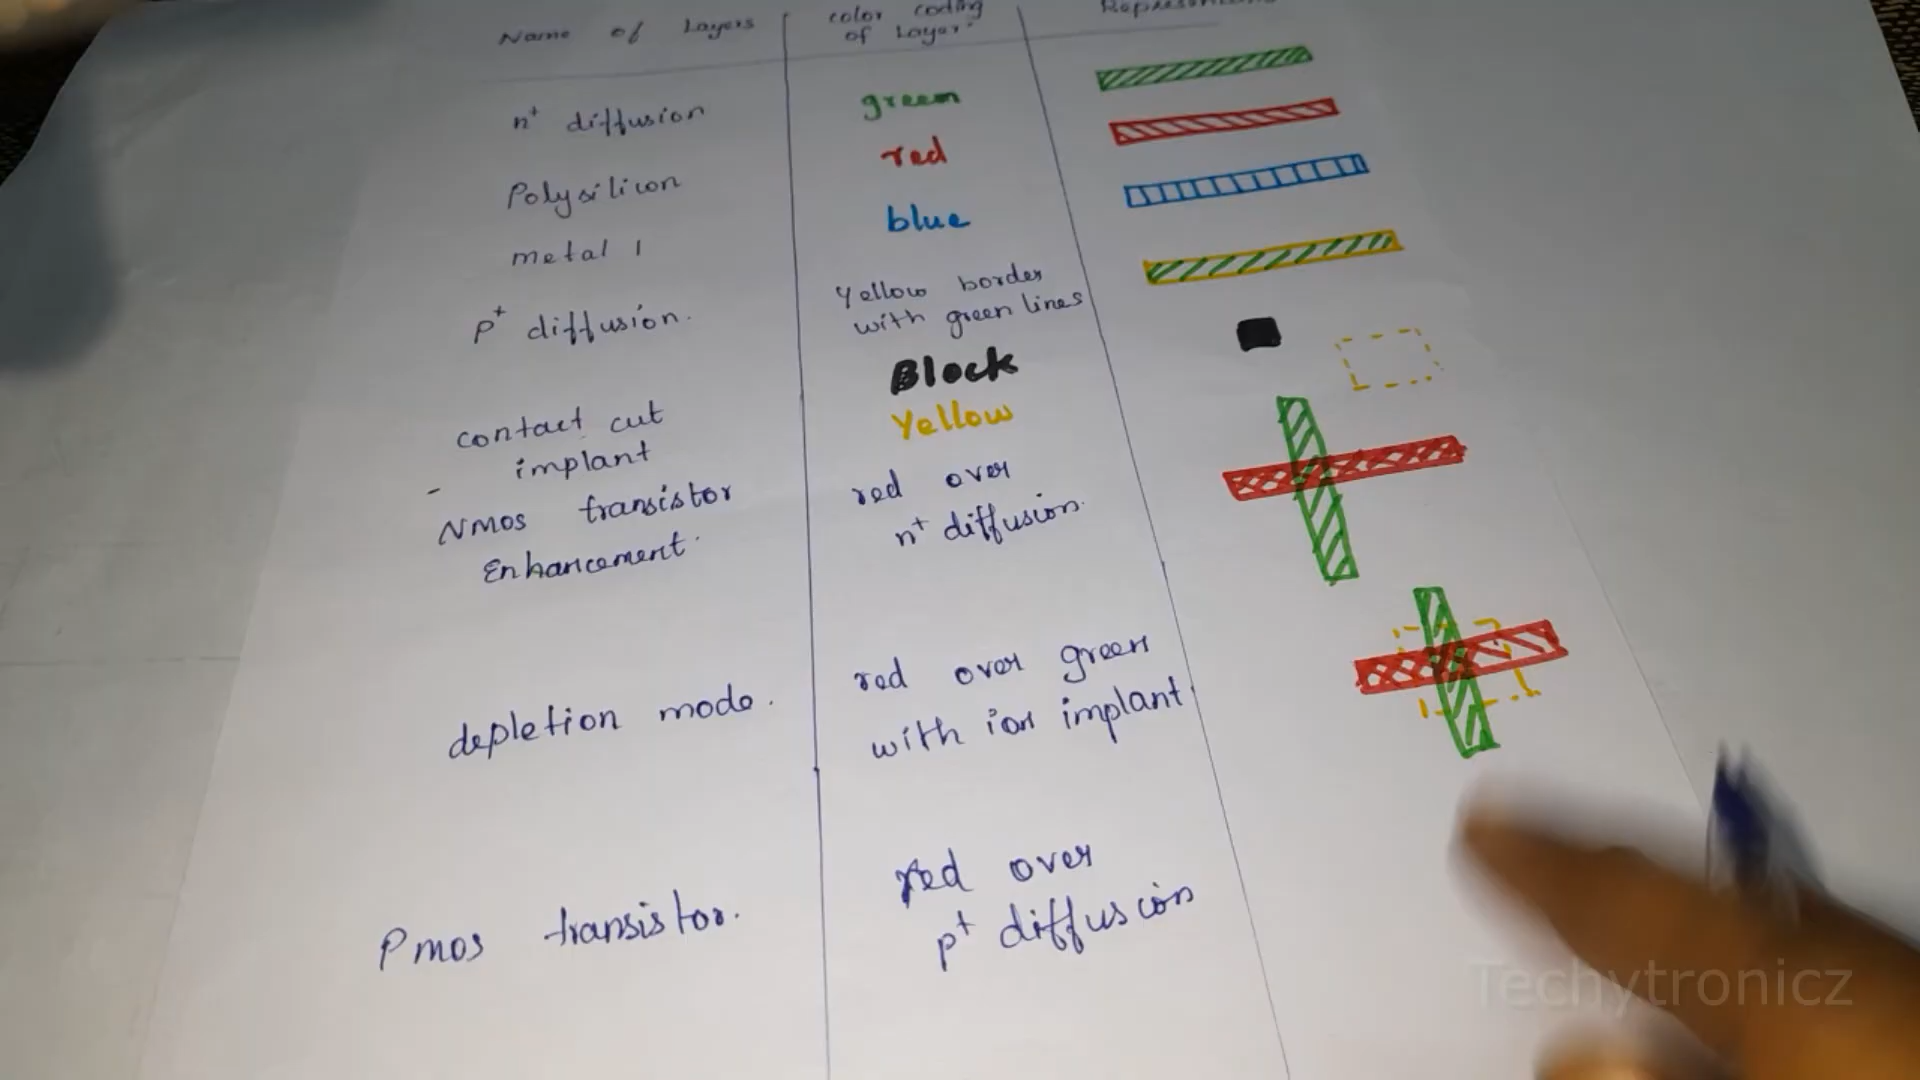 Name of Layers
color coding
of Layer
n+ diffusion
green
Polysilicon
red
metal 1
blue
p+ diffusion.
Yellow border
with green lines
contact cut
Block
- implant
Yellow
Nmos transistor
Enhancement.
red over
n+ diffusion.
depletion mode.
red over green
with ion implant
Pmos transistor.
red over
p+ diffusion
Techytronicz